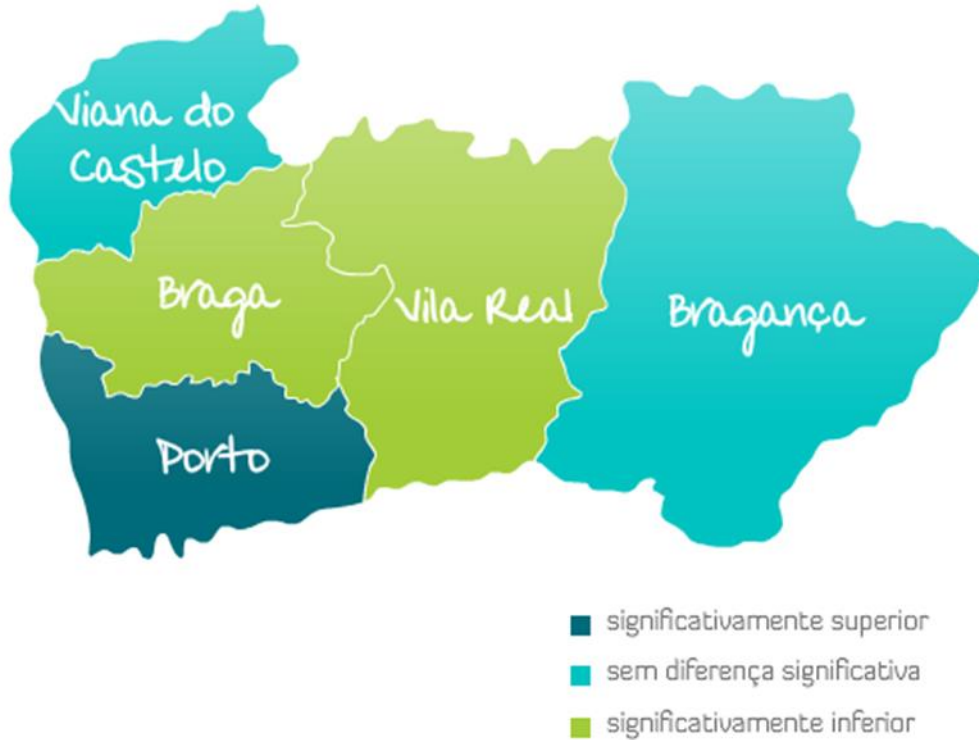 Viana do
Castelo
Braga
Vila Real
Bragança
Porto
significativamente superior
sem diferença significativa
significativamente inferior